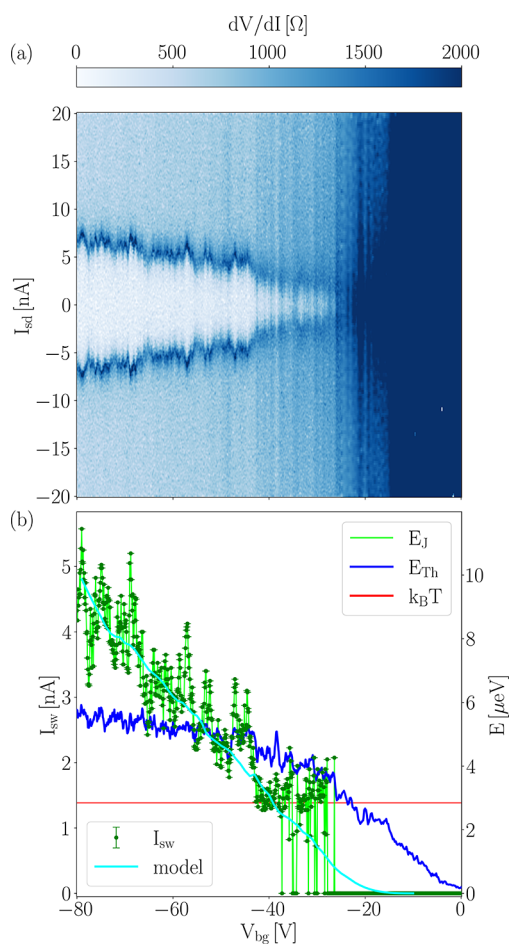 dV/dI [Ω]
(a)
0 500 1000 1500 2000
20
15
10
5
0
−5
−10
−15
−20
I_sd [nA]
(b)
E_J
E_Th
k_BT
5
4
3
2
1
0
I_sw [nA]
10
8
6
4
2
0
E [μeV]
I_sw
model
−80 −60 −40 −20 0
V_bg [V]